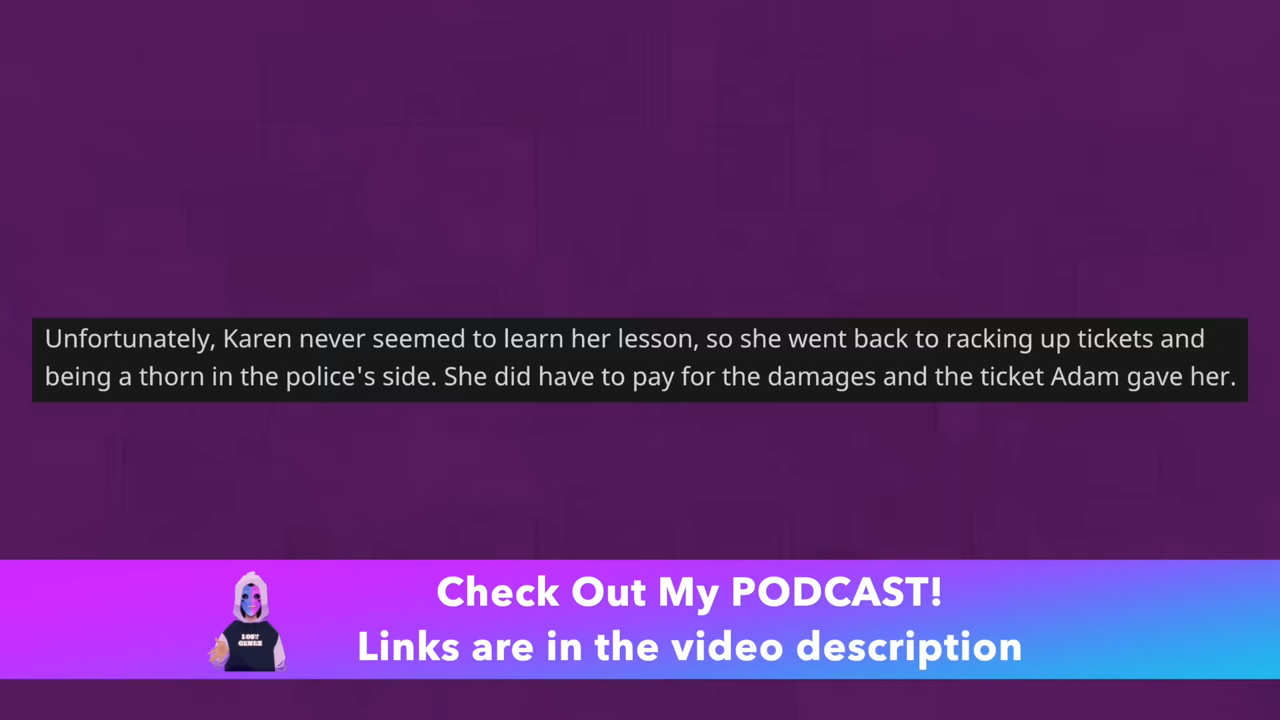 Unfortunately, Karen never seemed to learn her lesson, so she went back to racking up tickets and
being a thorn in the police's side. She did have to pay for the damages and the ticket Adam gave her.
Check Out My PODCAST!
Links are in the video description
LOST
GENRE